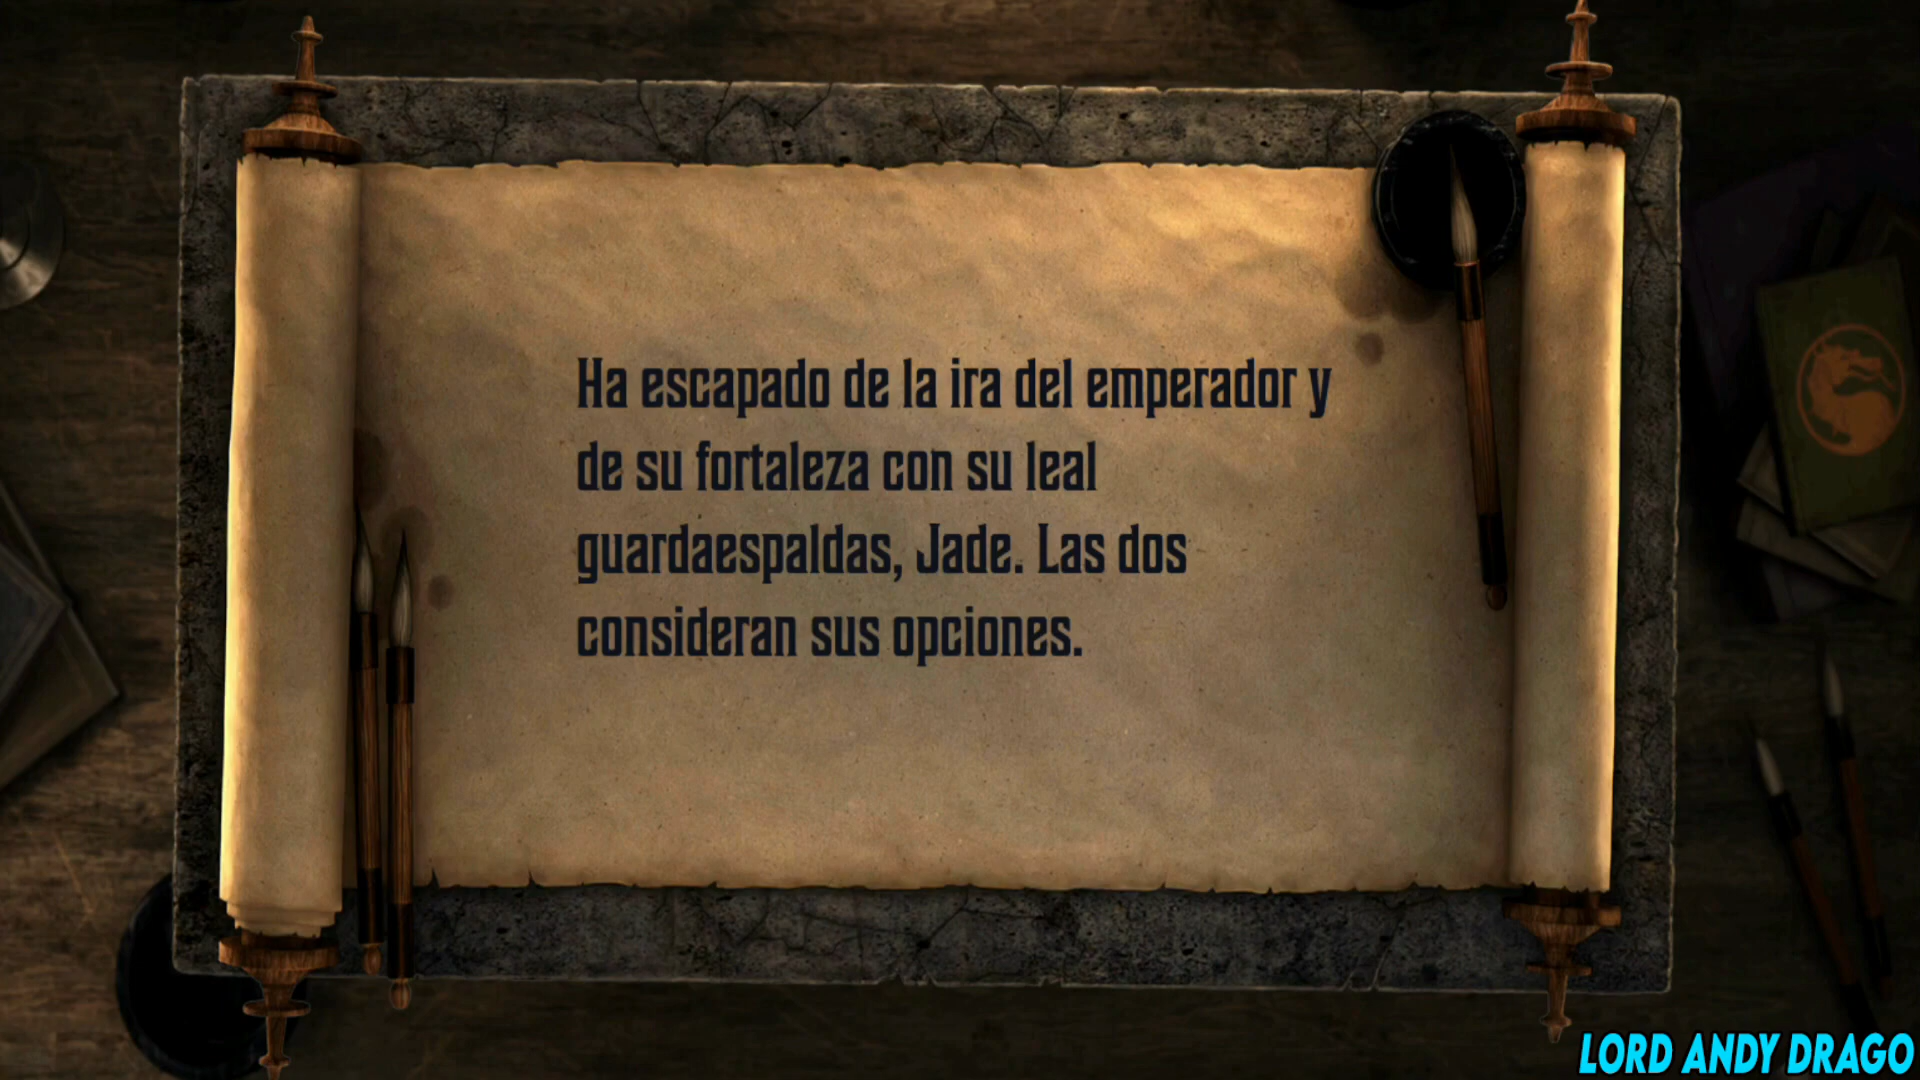 Ha escapado de la ira del emperador y
de su fortaleza con su leal
guardaespaldas, Jade. Las dos
consideran sus opciones.
LORD ANDY DRAGO